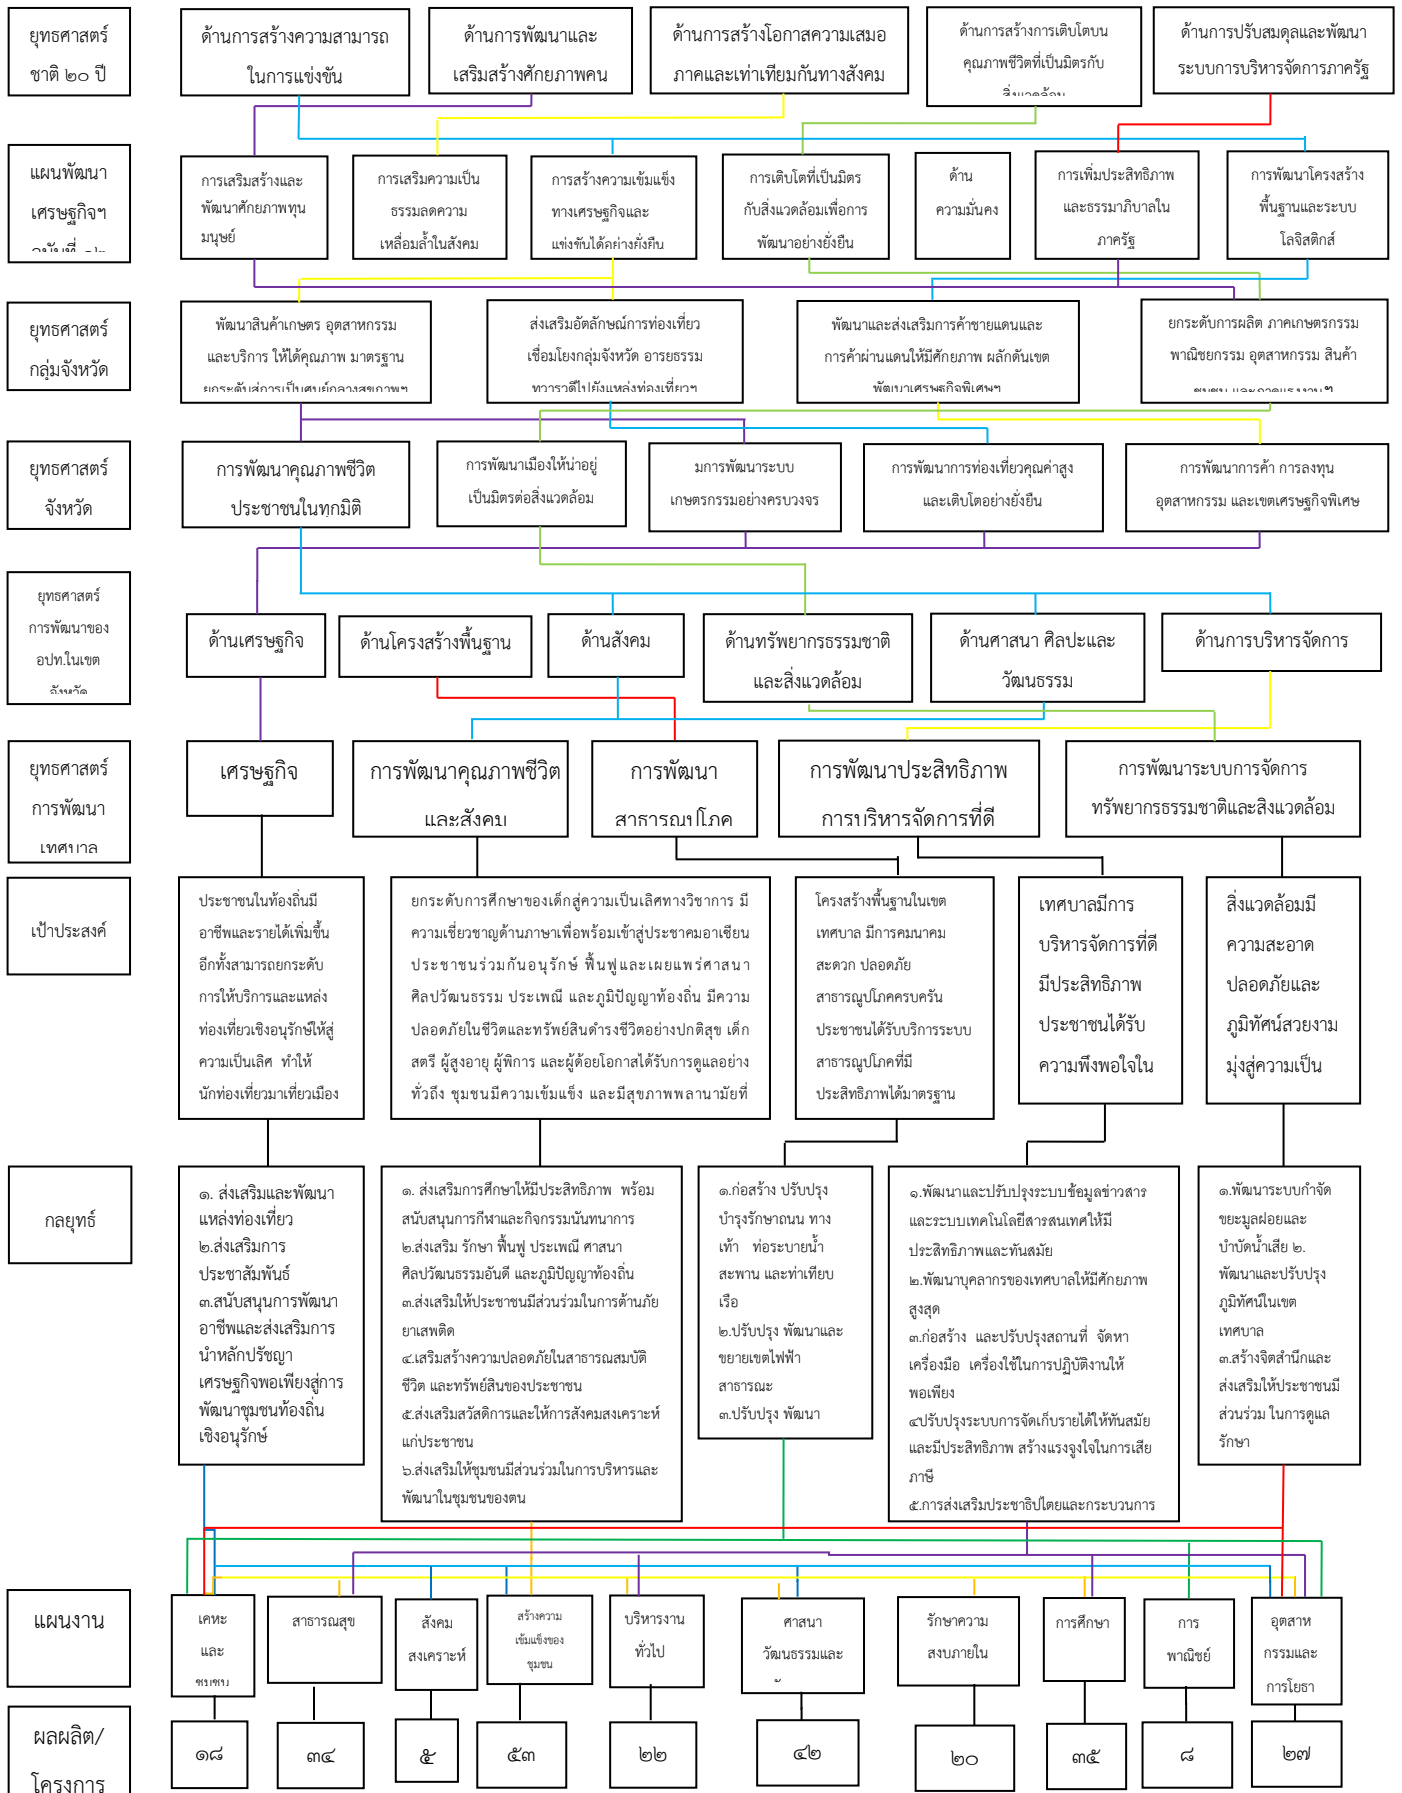 ยุทธศาสตร์
ชาติ ๒๐ ปี
ด้านการสร้างความสามารถ
ในการแข่งขัน
ด้านการพัฒนาและ
เสริมสร้างศักยภาพคน
ด้านการสร้างโอกาสความเสมอ
ภาคและเท่าเทียมกันทางสังคม
ด้านการสร้างการเติบโตบน
คุณภาพชีวิตที่เป็นมิตรกับ
สิ่งแวดล้อม
ด้านการปรับสมดุลและพัฒนา
ระบบการบริหารจัดการภาครัฐ
แผนพัฒนา
เศรษฐกิจฯ
ฉบับที่ ๑๒
การเสริมสร้างและ
พัฒนาศักยภาพทุน
มนุษย์
การเสริมความเป็น
ธรรมลดความ
เหลื่อมล้ำในสังคม
การสร้างความเข้มแข็ง
ทางเศรษฐกิจและ
แข่งขันได้อย่างยั่งยืน
การเติบโตที่เป็นมิตร
กับสิ่งแวดล้อมเพื่อการ
พัฒนาอย่างยั่งยืน
ด้าน
ความมั่นคง
การเพิ่มประสิทธิภาพ
และธรรมาภิบาลใน
ภาครัฐ
การพัฒนาโครงสร้าง
พื้นฐานและระบบ
โลจิสติกส์
ยุทธศาสตร์
กลุ่มจังหวัด
พัฒนาสินค้าเกษตร อุตสาหกรรม
และบริการ ให้ได้คุณภาพ มาตรฐาน
ยกระดับสู่การเป็นศูนย์กลางสุขภาพฯ
ส่งเสริมอัตลักษณ์การท่องเที่ยว
เชื่อมโยงกลุ่มจังหวัด อารยธรรม
ทวารวดีไปยังแหล่งท่องเที่ยวฯ
พัฒนาและส่งเสริมการค้าชายแดนและ
การค้าผ่านแดนให้มีศักยภาพ ผลักดันเขต
พัฒนาเศรษฐกิจพิเศษฯ
ยกระดับการผลิต ภาคเกษตรกรรม
พาณิชยกรรม อุตสาหกรรม สินค้า
ชุมชน และภาคแรงงานฯ
ยุทธศาสตร์
จังหวัด
การพัฒนาคุณภาพชีวิต
ประชาชนในทุกมิติ
การพัฒนาเมืองให้น่าอยู่
เป็นมิตรต่อสิ่งแวดล้อม
มการพัฒนาระบบ
เกษตรกรรมอย่างครบวงจร
การพัฒนาการท่องเที่ยวคุณค่าสูง
และเติบโตอย่างยั่งยืน
การพัฒนาการค้า การลงทุน
อุตสาหกรรม และเขตเศรษฐกิจพิเศษ
ยุทธศาสตร์
การพัฒนาของ
อปท.ในเขต
จังหวัด
ด้านเศรษฐกิจ
ด้านโครงสร้างพื้นฐาน
ด้านสังคม
ด้านทรัพยากรธรรมชาติ
และสิ่งแวดล้อม
ด้านศาสนา ศิลปะและ
วัฒนธรรม
ด้านการบริหารจัดการ
ยุทธศาสตร์
การพัฒนา
เทศบาล
เศรษฐกิจ
การพัฒนาคุณภาพชีวิต
และสังคม
การพัฒนา
สาธารณูปโภค
การพัฒนาประสิทธิภาพ
การบริหารจัดการที่ดี
การพัฒนาระบบการจัดการ
ทรัพยากรธรรมชาติและสิ่งแวดล้อม
เป้าประสงค์
ประชาชนในท้องถิ่นมี
อาชีพและรายได้เพิ่มขึ้น
อีกทั้งสามารถยกระดับ
การให้บริการและแหล่ง
ท่องเที่ยวเชิงอนุรักษ์ให้สู่
ความเป็นเลิศ ทำให้
นักท่องเที่ยวมาเที่ยวเมือง
ยกระดับการศึกษาของเด็กสู่ความเป็นเลิศทางวิชาการ มี
ความเชี่ยวชาญด้านภาษาเพื่อพร้อมเข้าสู่ประชาคมอาเซียน
ประชาชนร่วมกันอนุรักษ์ ฟื้นฟูและเผยแพร่ศาสนา
ศิลปวัฒนธรรม ประเพณี และภูมิปัญญาท้องถิ่น มีความ
ปลอดภัยในชีวิตและทรัพย์สินดำรงชีวิตอย่างปกติสุข เด็ก
สตรี ผู้สูงอายุ ผู้พิการ และผู้ด้อยโอกาสได้รับการดูแลอย่าง
ทั่วถึง ชุมชนมีความเข้มแข็ง และมีสุขภาพพลานามัยที่
โครงสร้างพื้นฐานในเขต
เทศบาล มีการคมนาคม
สะดวก ปลอดภัย
สาธารณูปโภคครบครัน
ประชาชนได้รับบริการระบบ
สาธารณูปโภคที่มี
ประสิทธิภาพได้มาตรฐาน
เทศบาลมีการ
บริหารจัดการที่ดี
มีประสิทธิภาพ
ประชาชนได้รับ
ความพึงพอใจใน
สิ่งแวดล้อมมี
ความสะอาด
ปลอดภัยและ
ภูมิทัศน์สวยงาม
มุ่งสู่ความเป็น
กลยุทธ์
๑. ส่งเสริมและพัฒนา
แหล่งท่องเที่ยว
๒.ส่งเสริมการ
ประชาสัมพันธ์
๓.สนับสนุนการพัฒนา
อาชีพและส่งเสริมการ
นำหลักปรัชญา
เศรษฐกิจพอเพียงสู่การ
พัฒนาชุมชนท้องถิ่น
เชิงอนุรักษ์
๑. ส่งเสริมการศึกษาให้มีประสิทธิภาพ พร้อม
สนับสนุนการกีฬาและกิจกรรมนันทนาการ
๒.ส่งเสริม รักษา ฟื้นฟู ประเพณี ศาสนา
ศิลปวัฒนธรรมอันดี และภูมิปัญญาท้องถิ่น
๓.ส่งเสริมให้ประชาชนมีส่วนร่วมในการต้านภัย
ยาเสพติด
๔.เสริมสร้างความปลอดภัยในสาธารณสมบัติ
ชีวิต และทรัพย์สินของประชาชน
๕.ส่งเสริมสวัสดิการและให้การสังคมสงเคราะห์
แก่ประชาชน
๖.ส่งเสริมให้ชุมชนมีส่วนร่วมในการบริหารและ
พัฒนาในชุมชนของตน
๑.ก่อสร้าง ปรับปรุง
บำรุงรักษาถนน ทาง
เท้า ท่อระบายน้ำ
สะพาน และท่าเทียบ
เรือ
๒.ปรับปรุง พัฒนาและ
ขยายเขตไฟฟ้า
สาธารณะ
๓.ปรับปรุง พัฒนา
๑.พัฒนาและปรับปรุงระบบข้อมูลข่าวสาร
และระบบเทคโนโลยีสารสนเทศให้มี
ประสิทธิภาพและทันสมัย
๒.พัฒนาบุคลากรของเทศบาลให้มีศักยภาพ
สูงสุด
๓.ก่อสร้าง และปรับปรุงสถานที่ จัดหา
เครื่องมือ เครื่องใช้ในการปฏิบัติงานให้
พอเพียง
๔ปรับปรุงระบบการจัดเก็บรายได้ให้ทันสมัย
และมีประสิทธิภาพ สร้างแรงจูงใจในการเสีย
ภาษี
๕.การส่งเสริมประชาธิปไตยและกระบวนการ
๑.พัฒนาระบบกำจัด
ขยะมูลฝอยและ
บำบัดน้ำเสีย ๒.
พัฒนาและปรับปรุง
ภูมิทัศน์ในเขต
เทศบาล
๓.สร้างจิตสำนึกและ
ส่งเสริมให้ประชาชนมี
ส่วนร่วม ในการดูแล
รักษา
แผนงาน
เคหะ
และ
ชุมชน
สาธารณสุข
สังคม
สงเคราะห์
สร้างความ
เข้มแข็งของ
ชุมชน
บริหารงาน
ทั่วไป
ศาสนา
วัฒนธรรมและ
รักษาความ
สงบภายใน
การศึกษา
การ
พาณิชย์
อุตสาห
กรรมและ
การโยธา
ผลผลิต/
โครงการ
๑๘
๓๔
๕
๕๓
๒๒
๔๒
๒๐
๓๕
๘
๒๗